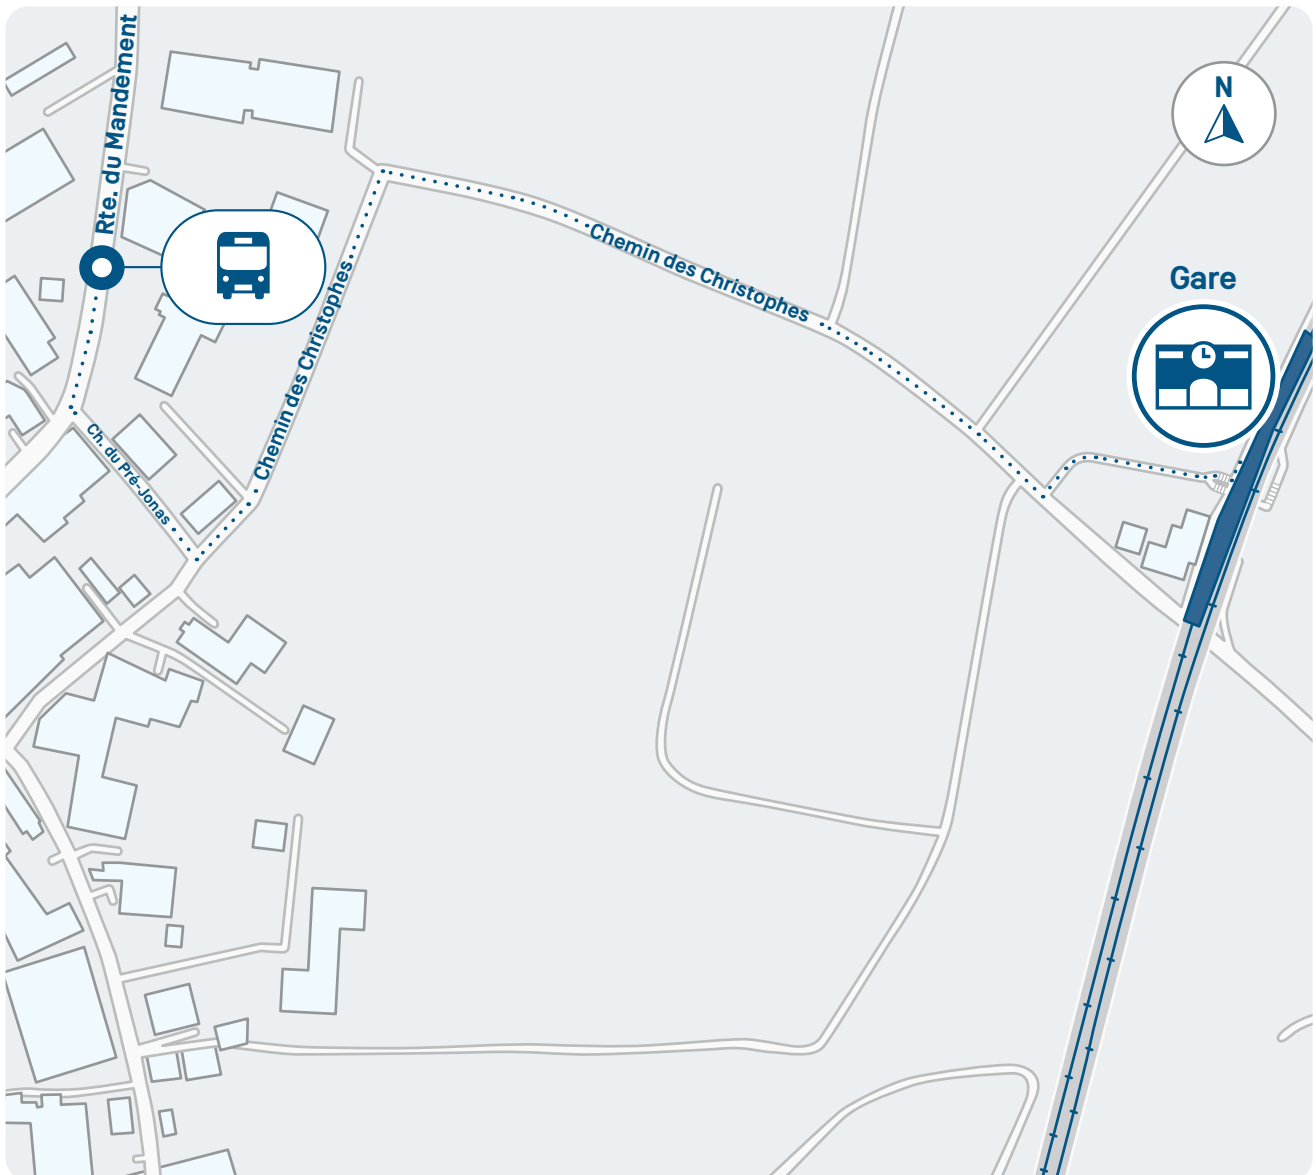 Rte. du Mandement
N
Chemin des Christophes
Gare
Chemin des Christophes
Ch. du Pré-Jonas